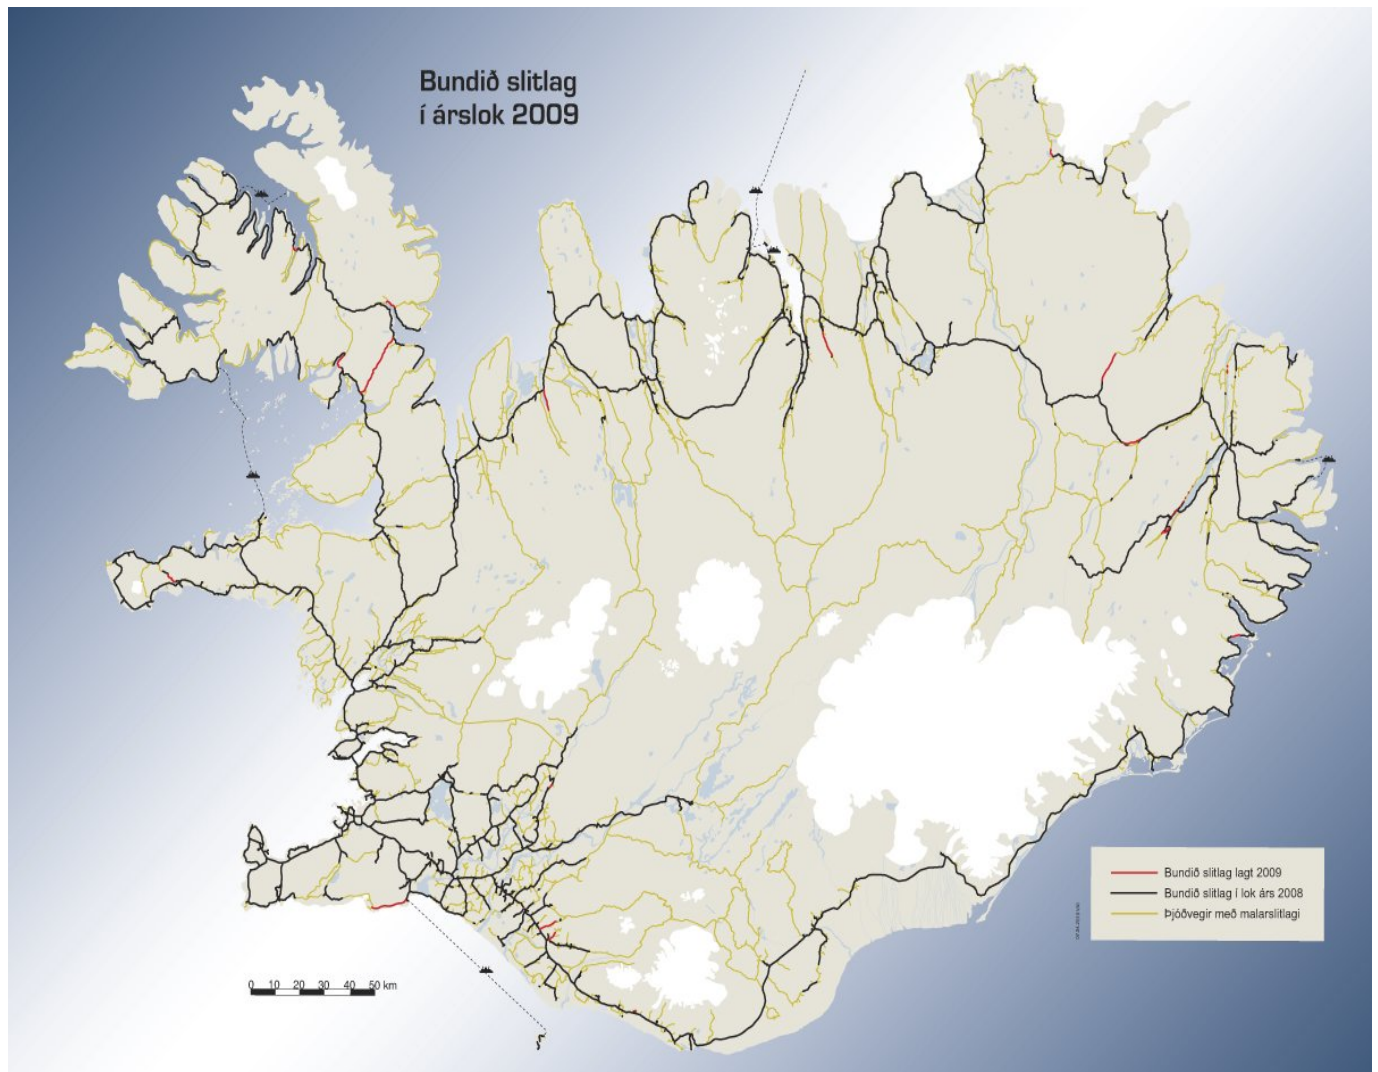 Bundið slitlag
í árslok 2009
Bundið slitlag lagt 2009
Bundið slitlag í lok árs 2008
Þjóðvegir með malarslitlagi
0 10 20 30 40 50 km